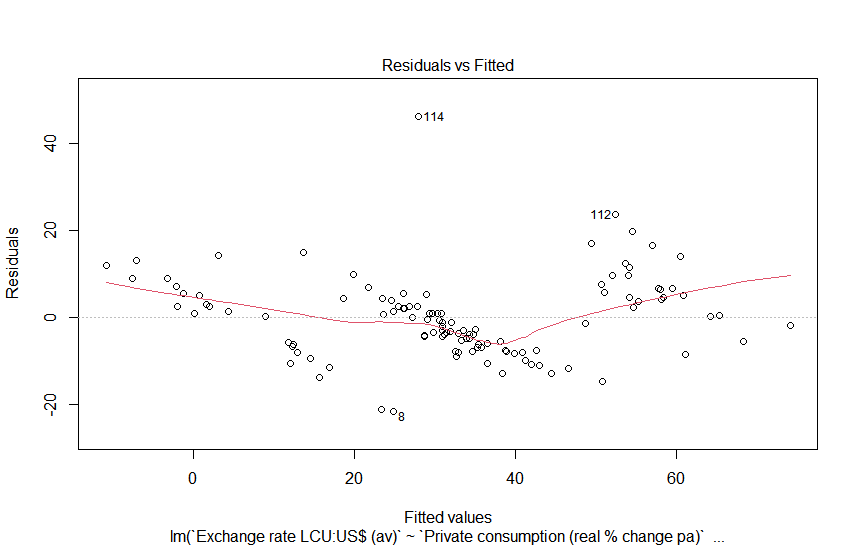 Residuals vs Fitted
Residuals
40
20
0
-20
114
112
8
0 20 40 60
Fitted values
lm(`Exchange rate LCU:US$ (av)` ~ `Private consumption (real % change pa)` ...